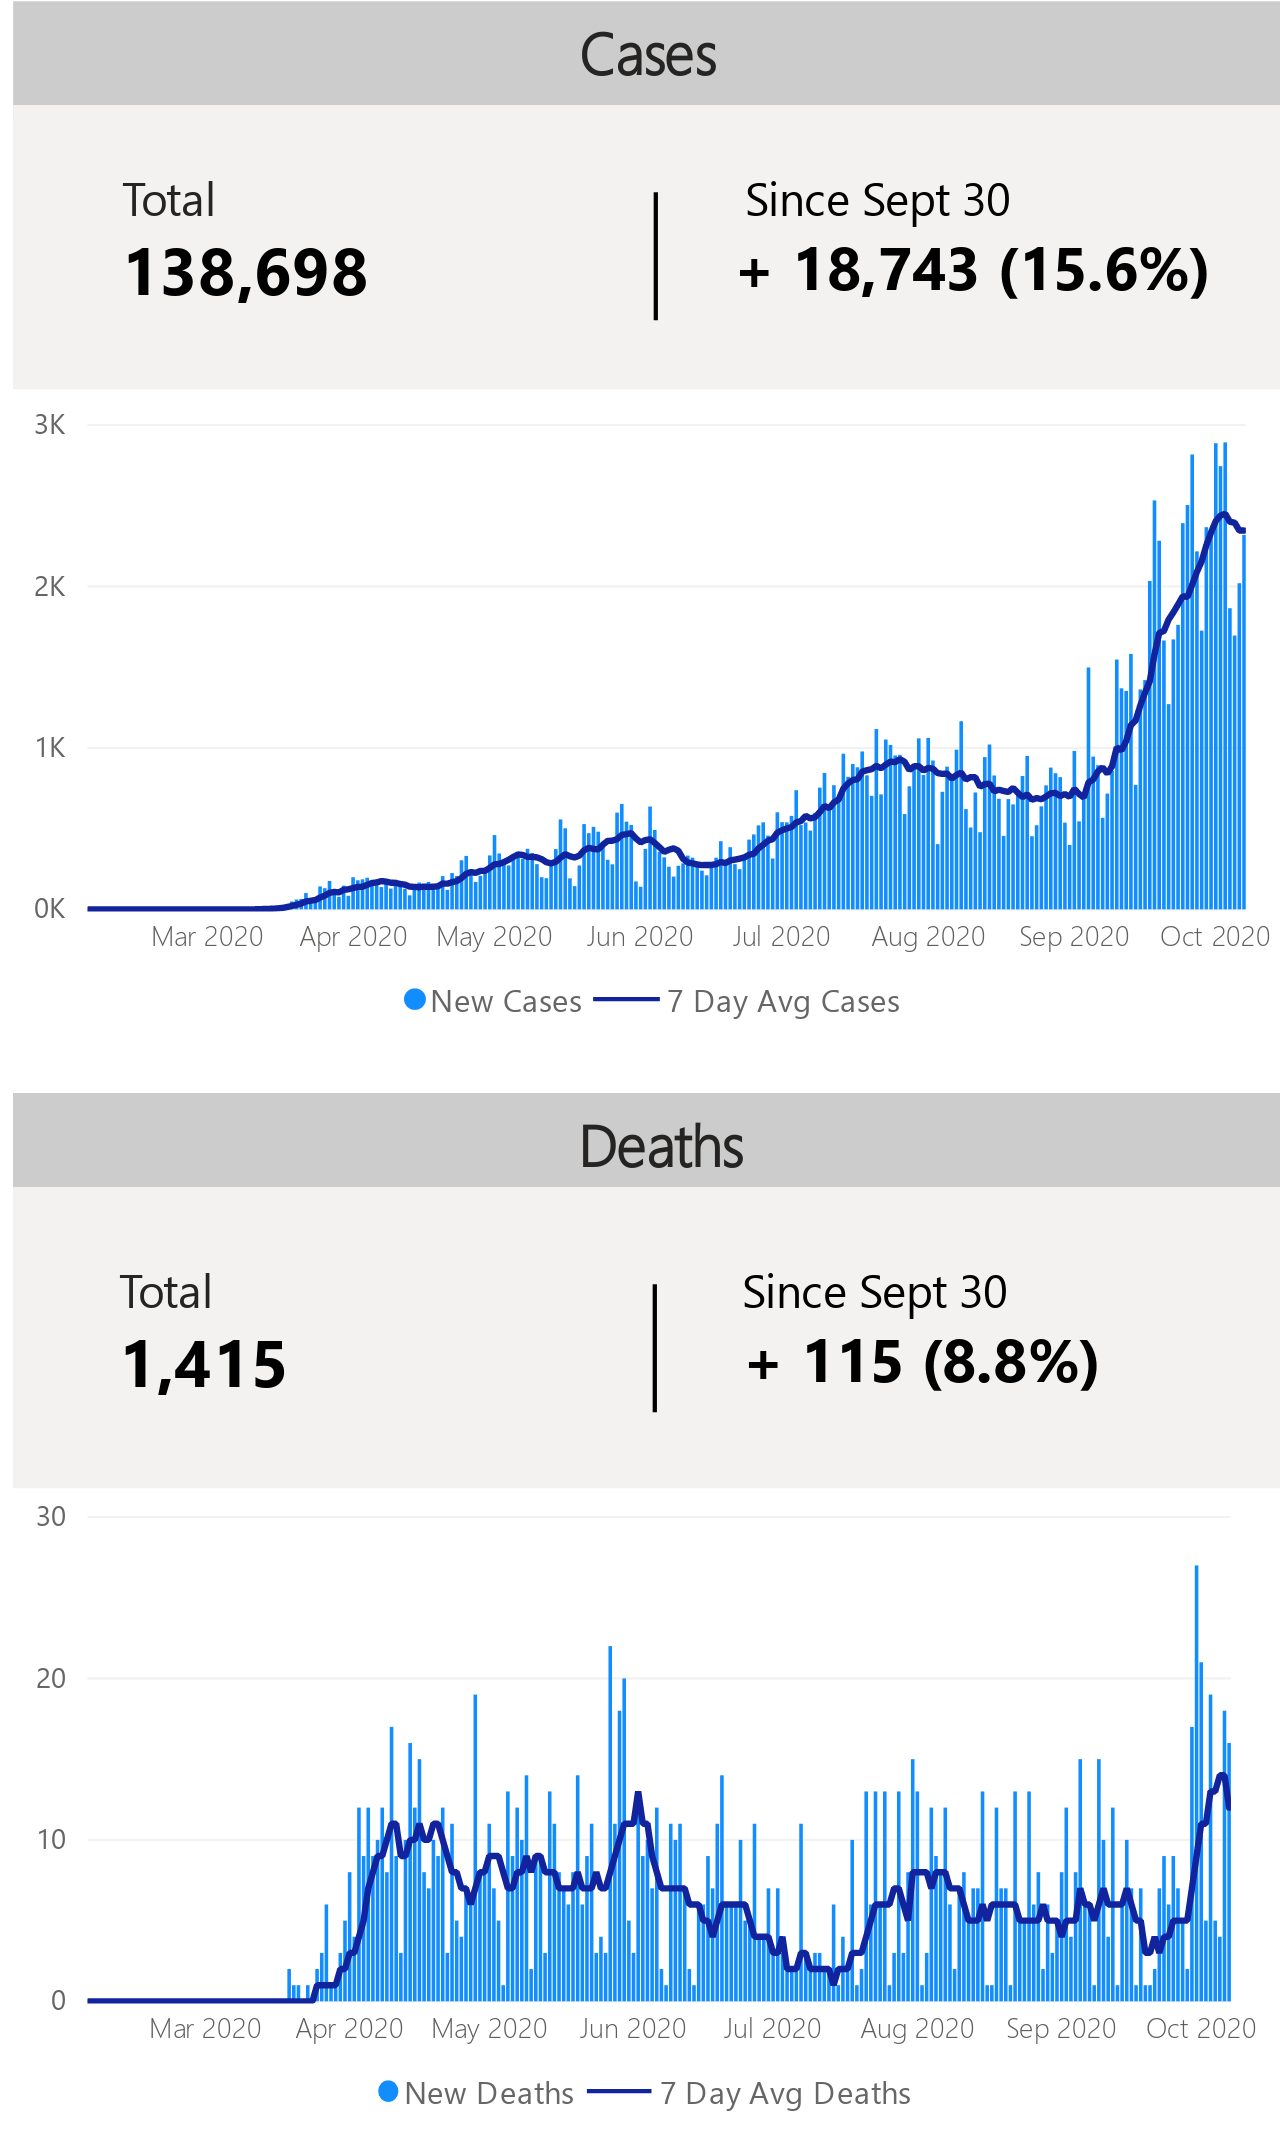 Cases
Total
138,698
Since Sept 30
+ 18,743 (15.6%)
3K
2K
1K
0K
Mar 2020 Apr 2020 May 2020 Jun 2020 Jul 2020 Aug 2020 Sep 2020 Oct 2020
New Cases 7 Day Avg Cases
Deaths
Total
1,415
Since Sept 30
+ 115 (8.8%)
30
20
10
0
Mar 2020 Apr 2020 May 2020 Jun 2020 Jul 2020 Aug 2020 Sep 2020 Oct 2020
New Deaths 7 Day Avg Deaths